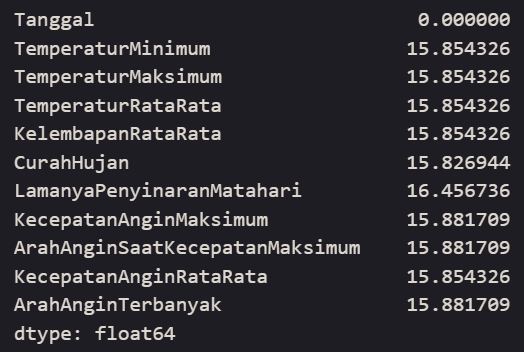 Tanggal 0.000000
TemperaturMinimum 15.854326
TemperaturMaksimum 15.854326
TemperaturRataRata 15.854326
KelembapanRataRata 15.854326
CurahHujan 15.826944
LamanyaPenyinaranMatahari 16.456736
KecepatanAnginMaksimum 15.881709
ArahAnginSaatKecepatanMaksimum 15.881709
KecepatanAnginRataRata 15.854326
ArahAnginTerbanyak 15.881709
dtype: float64